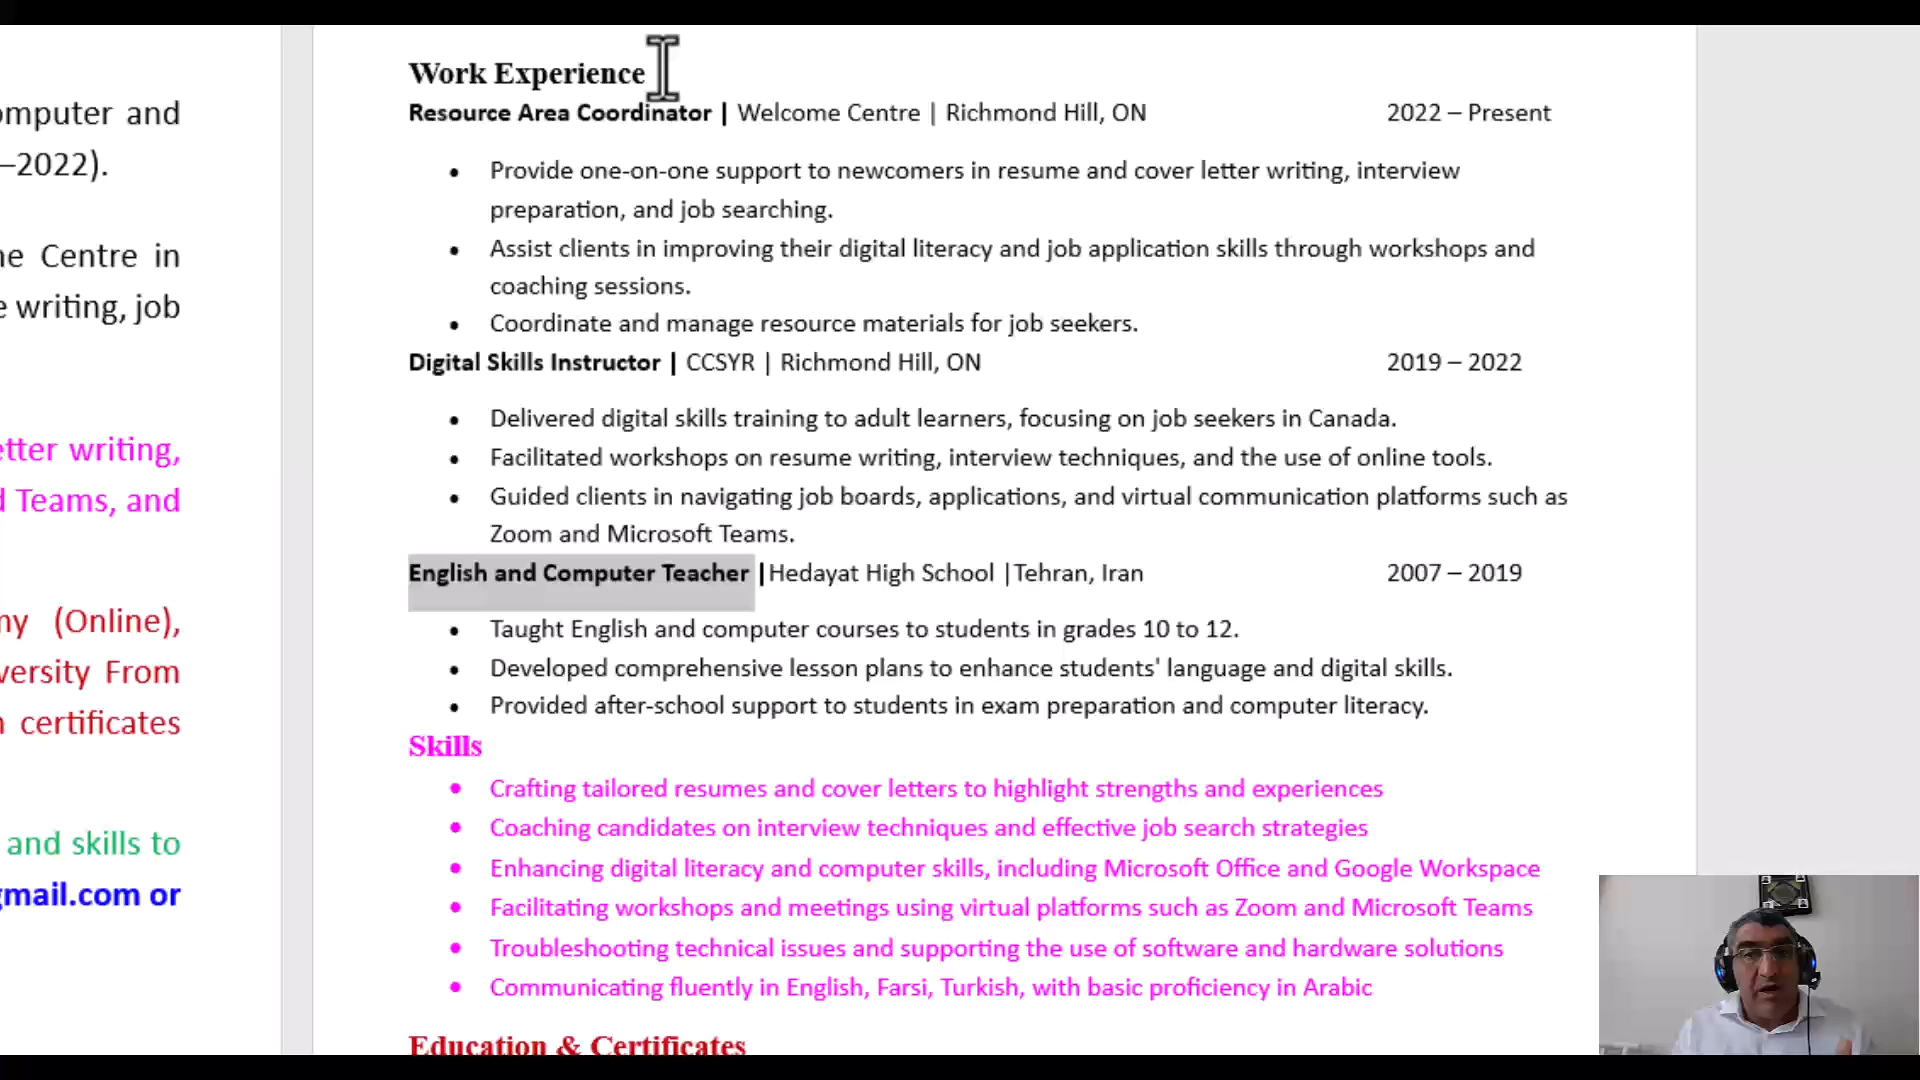 omputer and
–2022).
e Centre in
e writing, job
etter writing,
d Teams, and
my (Online),
versity From
n certificates
and skills to
gmail.com or
Work Experience
Resource Area Coordinator | Welcome Centre | Richmond Hill, ON 2022 – Present
• Provide one-on-one support to newcomers in resume and cover letter writing, interview
preparation, and job searching.
• Assist clients in improving their digital literacy and job application skills through workshops and
coaching sessions.
• Coordinate and manage resource materials for job seekers.
Digital Skills Instructor | CCSYR | Richmond Hill, ON 2019 – 2022
• Delivered digital skills training to adult learners, focusing on job seekers in Canada.
• Facilitated workshops on resume writing, interview techniques, and the use of online tools.
• Guided clients in navigating job boards, applications, and virtual communication platforms such as
Zoom and Microsoft Teams.
English and Computer Teacher |Hedayat High School |Tehran, Iran 2007 – 2019
• Taught English and computer courses to students in grades 10 to 12.
• Developed comprehensive lesson plans to enhance students' language and digital skills.
• Provided after-school support to students in exam preparation and computer literacy.
Skills
• Crafting tailored resumes and cover letters to highlight strengths and experiences
• Coaching candidates on interview techniques and effective job search strategies
• Enhancing digital literacy and computer skills, including Microsoft Office and Google Workspace
• Facilitating workshops and meetings using virtual platforms such as Zoom and Microsoft Teams
• Troubleshooting technical issues and supporting the use of software and hardware solutions
• Communicating fluently in English, Farsi, Turkish, with basic proficiency in Arabic
Education & Certificates